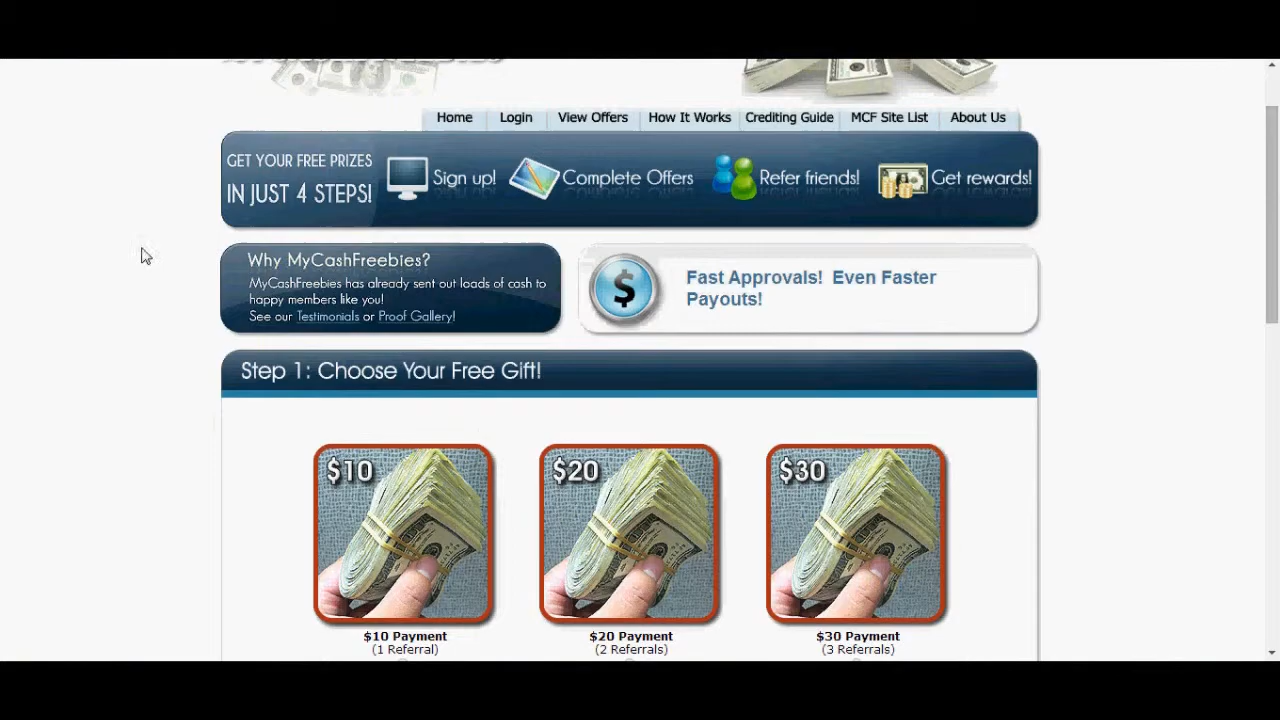 Home Login View Offers How It Works Crediting Guide MCF Site List About Us
GET YOUR FREE PRIZES
IN JUST 4 STEPS!
Sign up! Complete Offers Refer friends! Get rewards!
Why MyCashFreebies?
MyCashFreebies has already sent out loads of cash to
happy members like you!
See our Testimonials or Proof Gallery!
Fast Approvals! Even Faster
Payouts!
Step 1: Choose Your Free Gift!
$10 $20 $30
$10 Payment $20 Payment $30 Payment
(1 Referral) (2 Referrals) (3 Referrals)